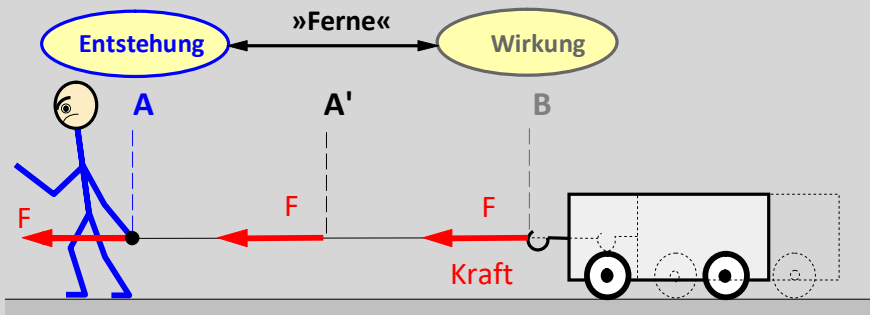 »Ferne«
Entstehung
Wirkung
A
A'
B
F
F
F
Kraft